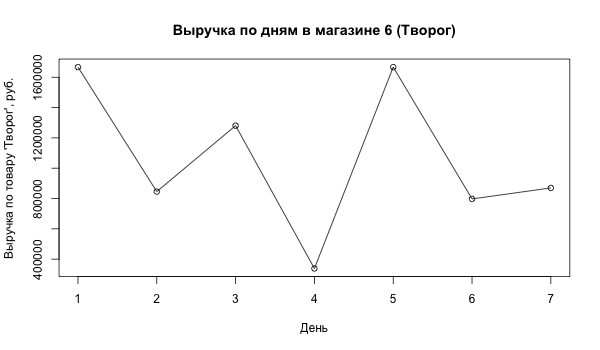 Выручка по дням в магазине 6 (Творог)
Выручка по товару 'Творог', руб.
1600000
1200000
800000
400000
1 2 3 4 5 6 7
День